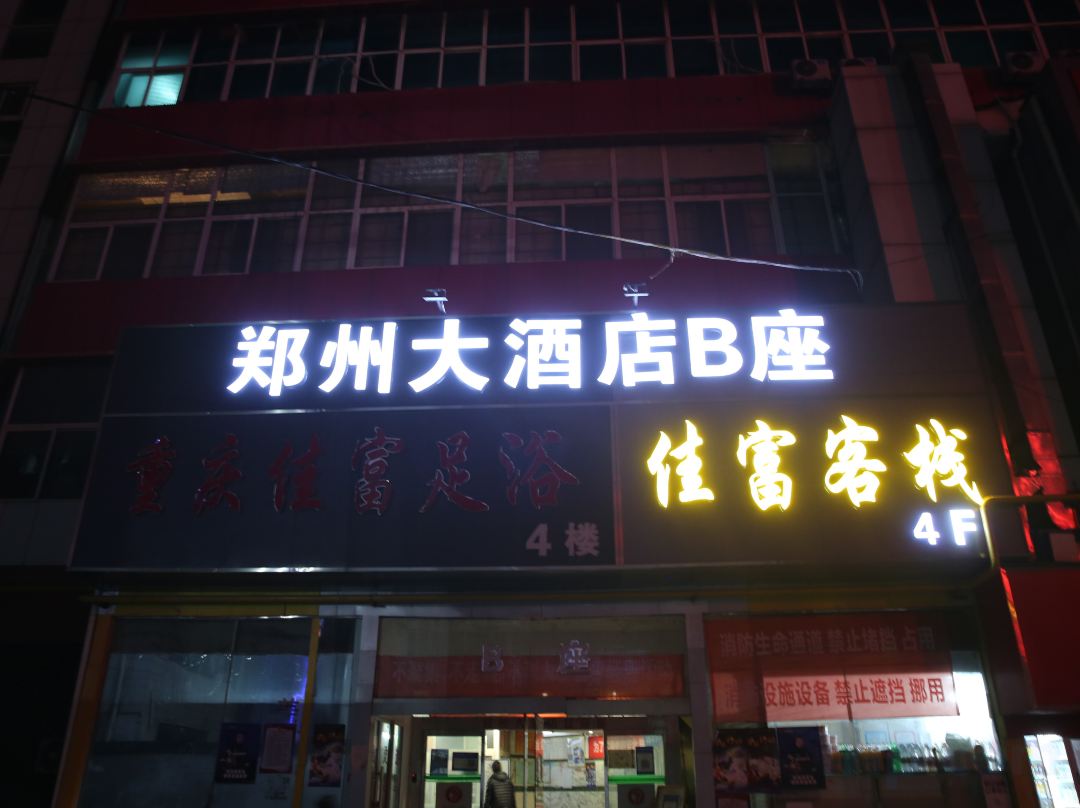 郑州大酒店B座
重庆佳富足浴
4楼
佳富客栈
4F
B座
消防生命通道 禁止堵挡 占用
消 设施设备 禁止遮挡 挪用